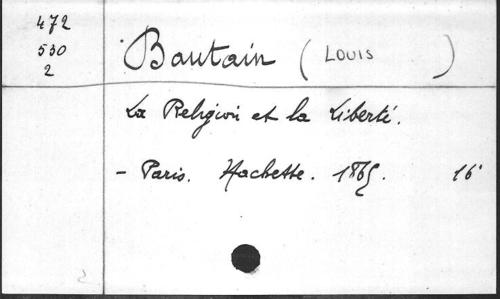 472
530
2
Bautain (LOUIS)
La Religion et la Liberté.
- Paris. Hachette. 1865. 16°